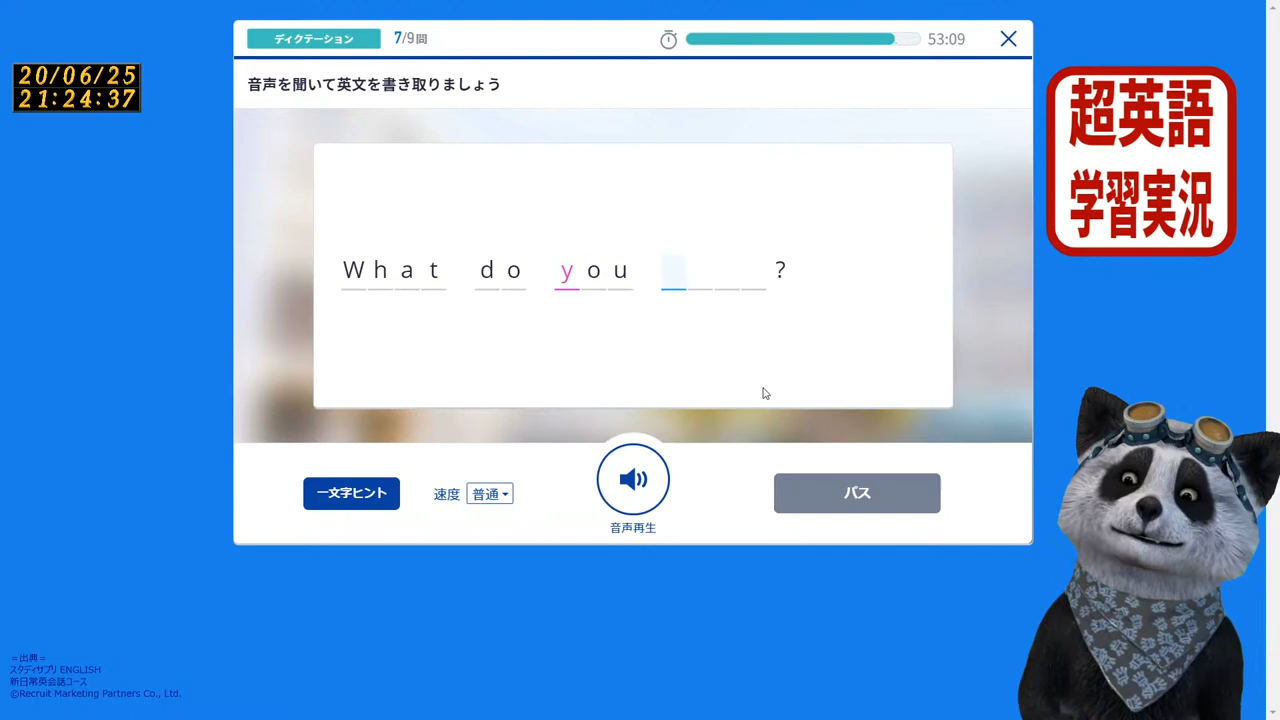 ディクテーション 7/9問 53:09
20/06/25
21:24:37
音声を聞いて英文を書き取りましょう
超英語
学習実況
What do you ?
一文字ヒント 速度 普通 パス
音声再生
＝出典＝
スタディサプリ ENGLISH
新日常英会話コース
©Recruit Marketing Partners Co., Ltd.